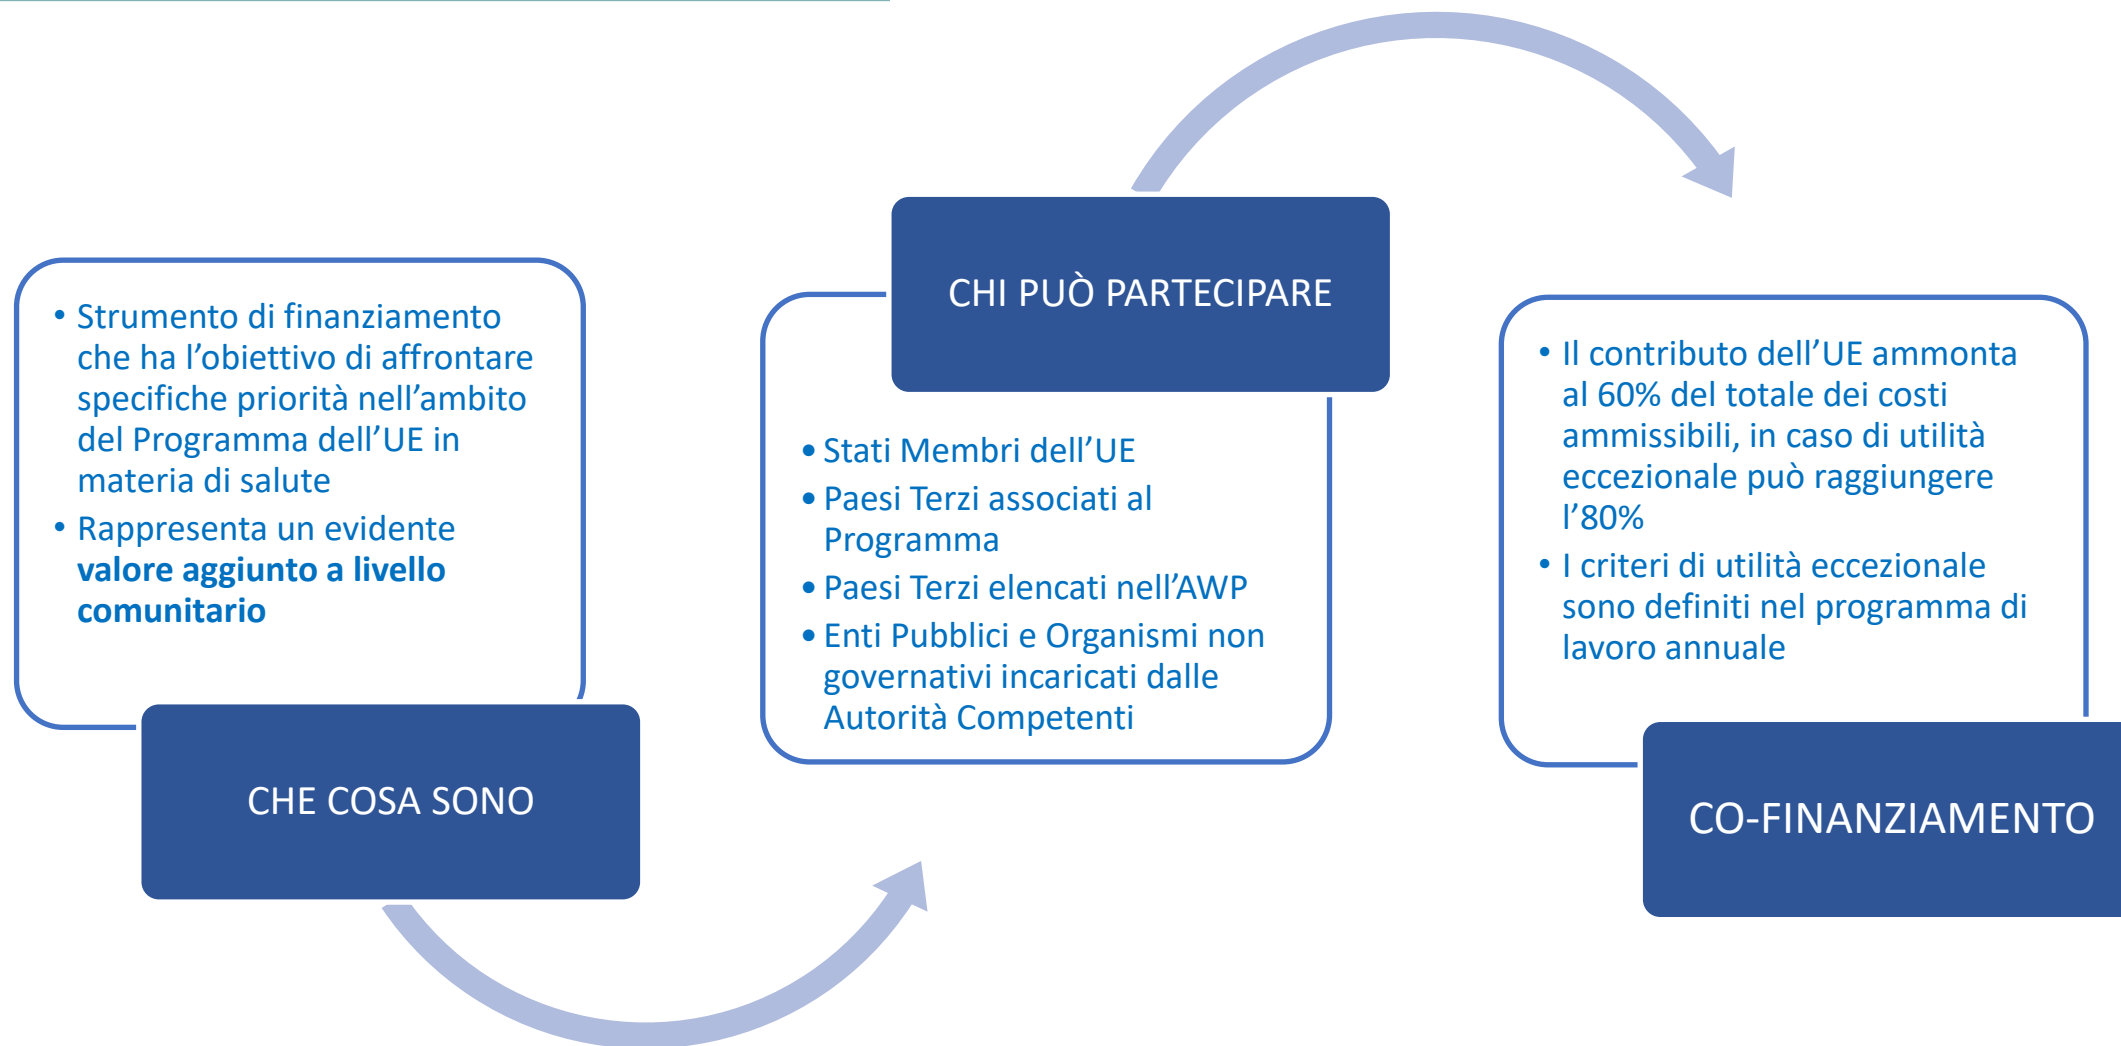 • Strumento di finanziamento
che ha l’obiettivo di affrontare
specifiche priorità nell’ambito
del Programma dell’UE in
materia di salute
• Rappresenta un evidente
valore aggiunto a livello
comunitario
CHE COSA SONO
CHI PUÒ PARTECIPARE
• Stati Membri dell’UE
• Paesi Terzi associati al
Programma
• Paesi Terzi elencati nell’AWP
• Enti Pubblici e Organismi non
governativi incaricati dalle
Autorità Competenti
• Il contributo dell’UE ammonta
al 60% del totale dei costi
ammissibili, in caso di utilità
eccezionale può raggiungere
l’80%
• I criteri di utilità eccezionale
sono definiti nel programma di
lavoro annuale
CO-FINANZIAMENTO